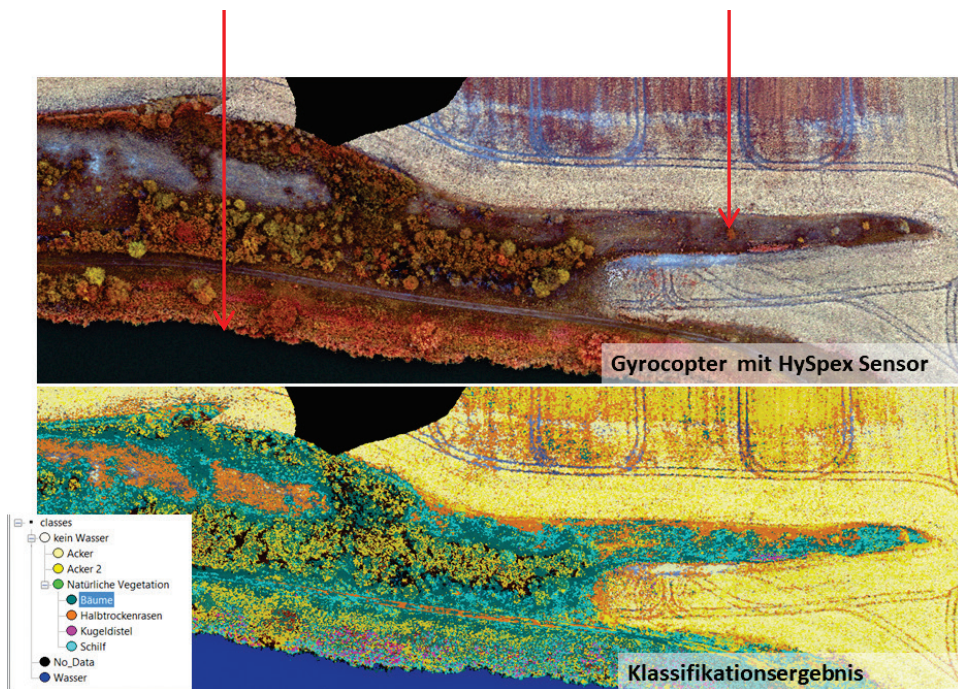 Gyrocopter mit HySpex Sensor
classes
kein Wasser
Acker
Acker 2
Natürliche Vegetation
Bäume
Halbtrockenrasen
Kugeldistel
Schilf
No_Data
Wasser
Klassifikationsergebnis